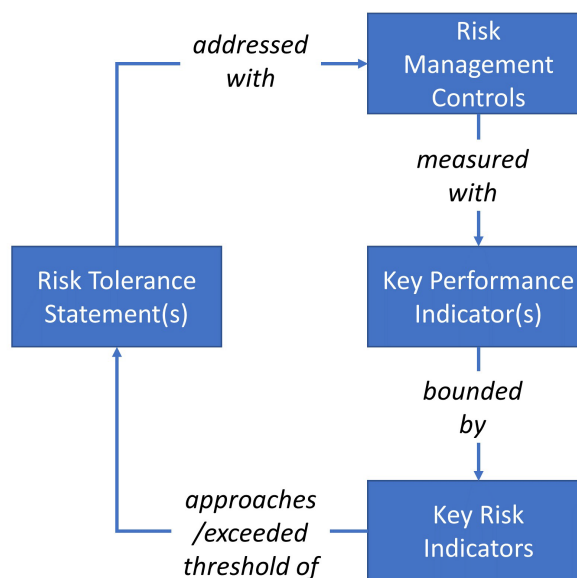 addressed
with
Risk
Management
Controls
measured
with
Risk Tolerance
Statement(s)
Key Performance
Indicator(s)
bounded
by
approaches
/exceeded
threshold of
Key Risk
Indicators